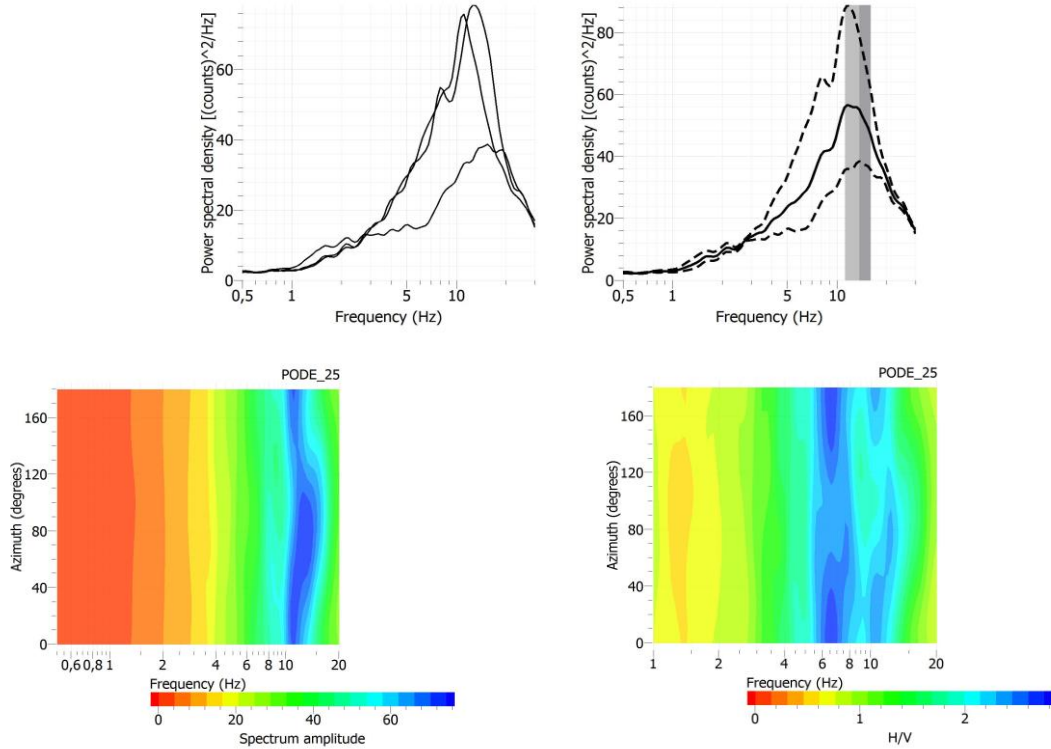 Power spectral density [(counts)^2/Hz]
60
40
20
0
0,5 1 5 10
Frequency (Hz)
Power spectral density [(counts)^2/Hz]
80
60
40
20
0
0,5 1 5 10
Frequency (Hz)
PODE_25
Azimuth (degrees)
160
120
80
40
0
0,6 0,8 1 2 4 6 8 10 20
Frequency (Hz)
0 20 40 60
Spectrum amplitude
PODE_25
Azimuth (degrees)
160
120
80
40
0
1 2 4 6 8 10 20
Frequency (Hz)
0 1 2
H/V